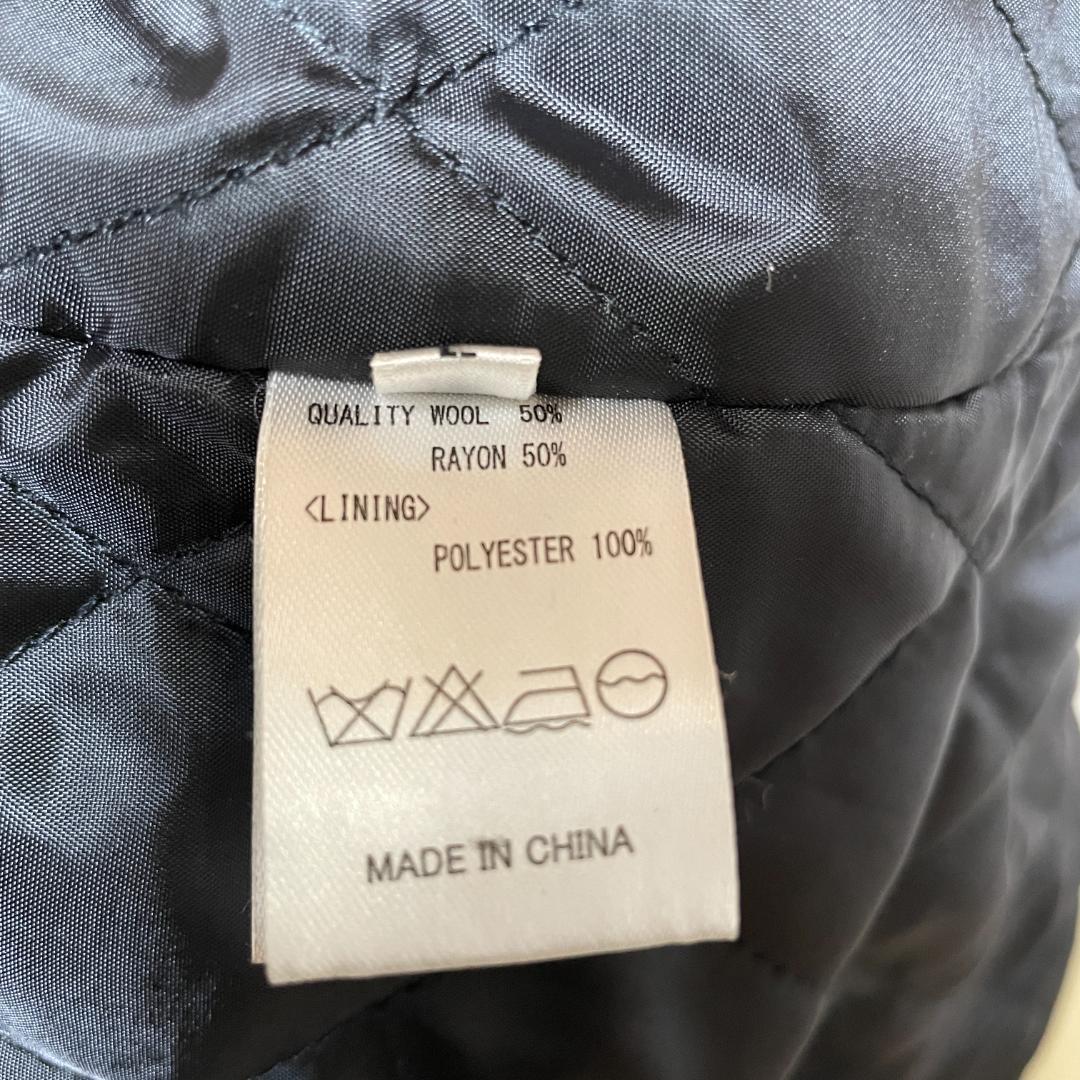 QUALITY WOOL 50%
RAYON 50%
<LINING>
POLYESTER 100%
MADE IN CHINA